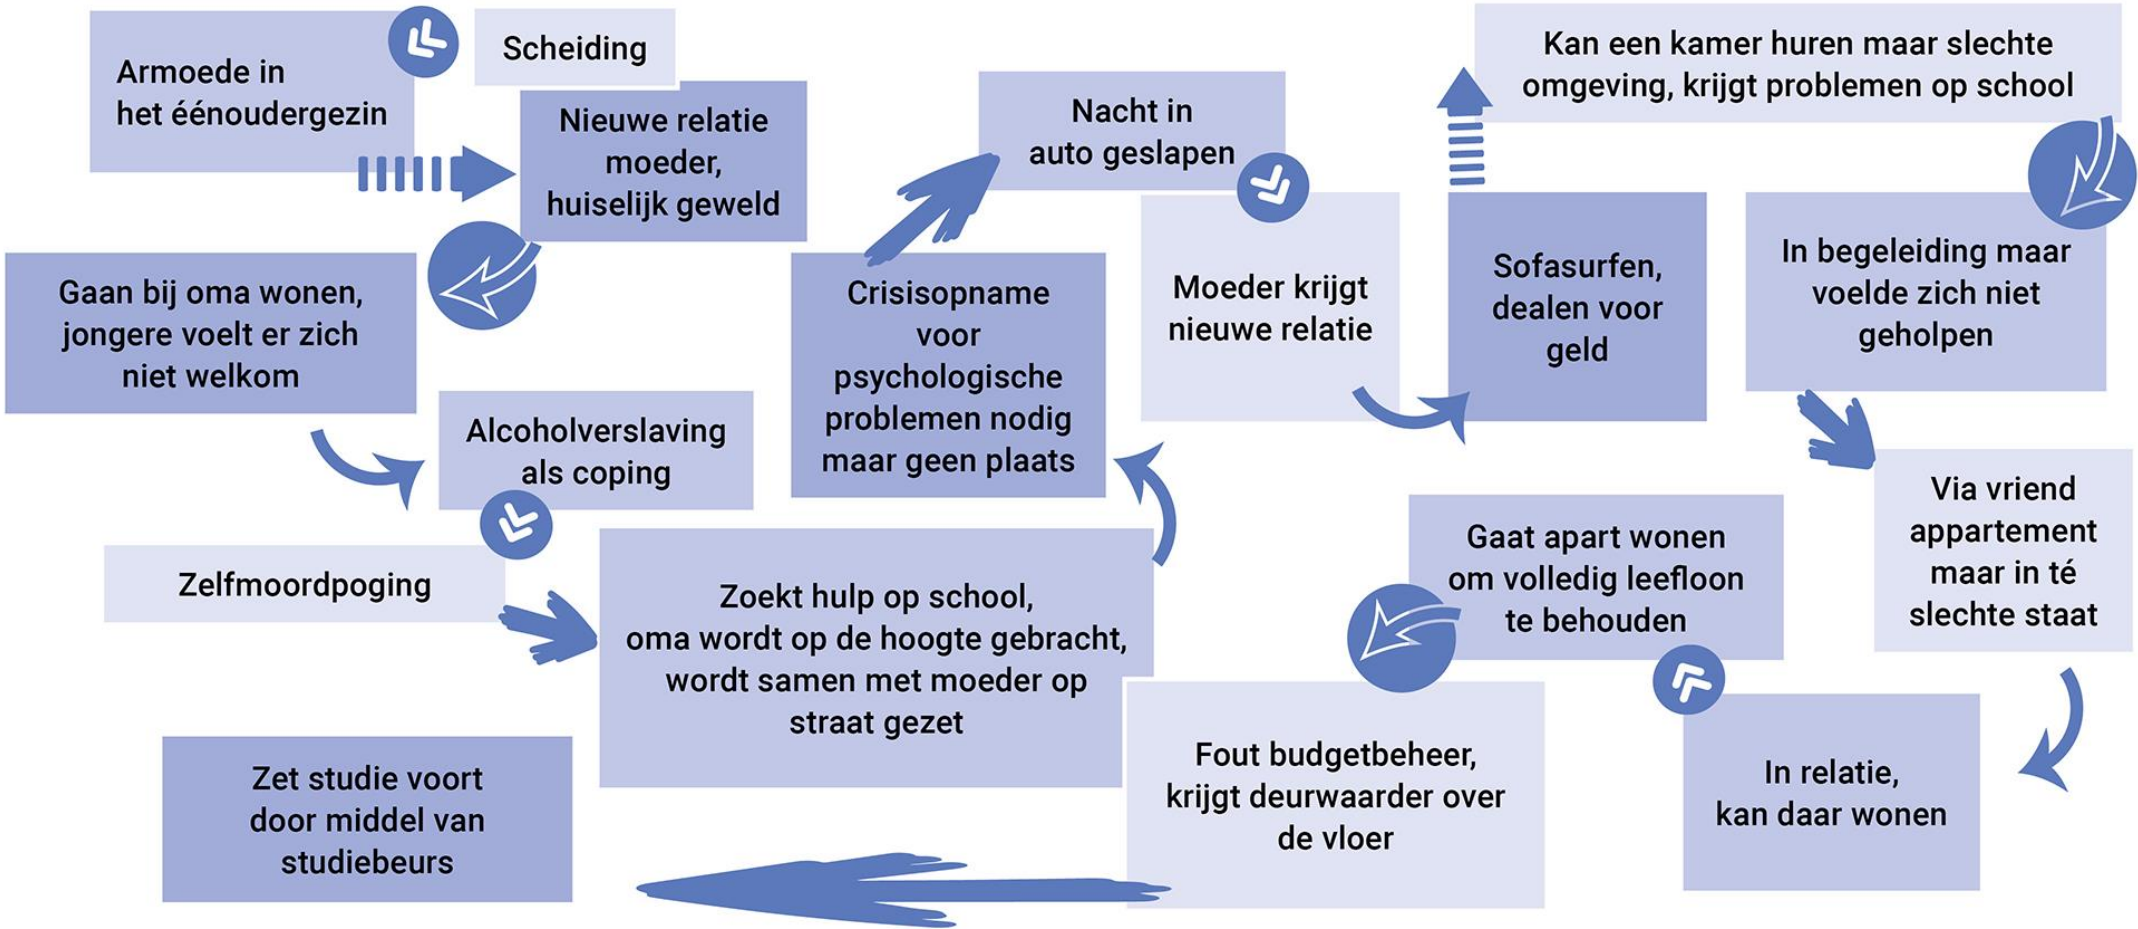 Scheiding
Armoede in
het éénoudergezin
Nieuwe relatie
moeder,
huiselijk geweld
Gaan bij oma wonen,
jongere voelt er zich
niet welkom
Alcoholverslaving
als coping
Zelfmoordpoging
Zoekt hulp op school,
oma wordt op de hoogte gebracht,
wordt samen met moeder op
straat gezet
Crisisopname
voor
psychologische
problemen nodig
maar geen plaats
Nacht in
auto geslapen
Moeder krijgt
nieuwe relatie
Sofasurfen,
dealen voor
geld
Kan een kamer huren maar slechte
omgeving, krijgt problemen op school
In begeleiding maar
voelde zich niet
geholpen
Via vriend
appartement
maar in té
slechte staat
In relatie,
kan daar wonen
Gaat apart wonen
om volledig leefloon
te behouden
Fout budgetbeheer,
krijgt deurwaarder over
de vloer
Zet studie voort
door middel van
studiebeurs